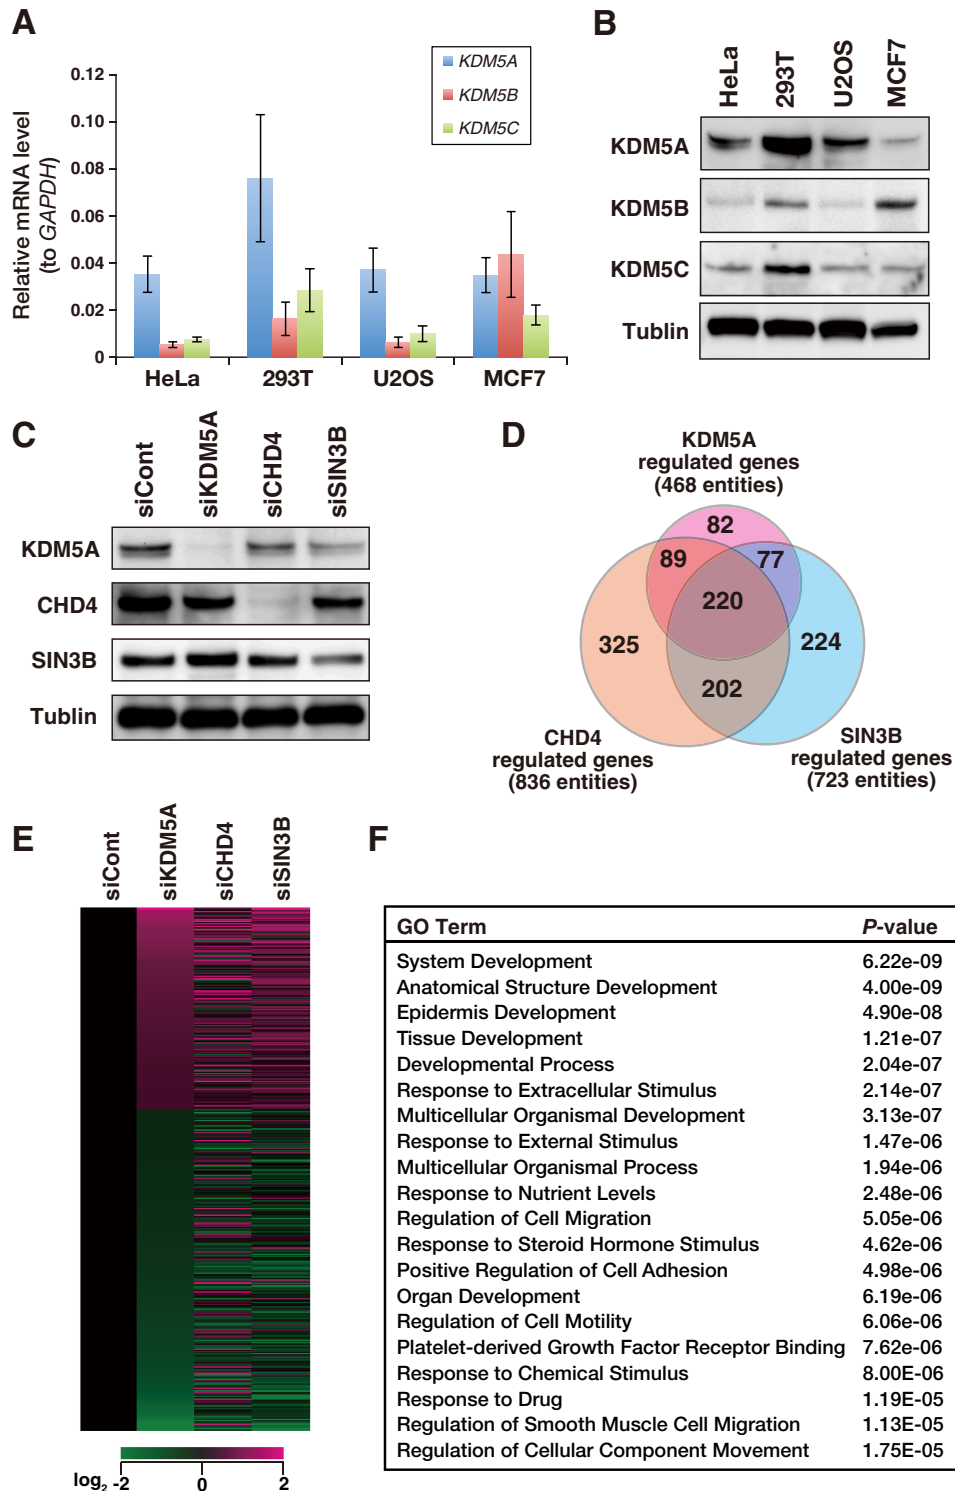 A
KDM5A
KDM5B
KDM5C
Relative mRNA level
(to GAPDH)
0.12
0.10
0.08
0.06
0.04
0.02
0
HeLa 293T U2OS MCF7
B
HeLa 293T U2OS MCF7
KDM5A
KDM5B
KDM5C
Tublin
C
siCont siKDM5A siCHD4 siSIN3B
KDM5A
CHD4
SIN3B
Tublin
D
KDM5A
regulated genes
(468 entities)
82
89 77
220
325 224
202
CHD4
regulated genes
(836 entities)
SIN3B
regulated genes
(723 entities)
E
siCont siKDM5A siCHD4 siSIN3B
log2 -2 0 2
F
GO Term P-value
System Development 6.22e-09
Anatomical Structure Development 4.00e-09
Epidermis Development 4.90e-08
Tissue Development 1.21e-07
Developmental Process 2.04e-07
Response to Extracellular Stimulus 2.14e-07
Multicellular Organismal Development 3.13e-07
Response to External Stimulus 1.47e-06
Multicellular Organismal Process 1.94e-06
Response to Nutrient Levels 2.48e-06
Regulation of Cell Migration 5.05e-06
Response to Steroid Hormone Stimulus 4.62e-06
Positive Regulation of Cell Adhesion 4.98e-06
Organ Development 6.19e-06
Regulation of Cell Motility 6.06e-06
Platelet-derived Growth Factor Receptor Binding 7.62e-06
Response to Chemical Stimulus 8.00E-06
Response to Drug 1.19E-05
Regulation of Smooth Muscle Cell Migration 1.13E-05
Regulation of Cellular Component Movement 1.75E-05